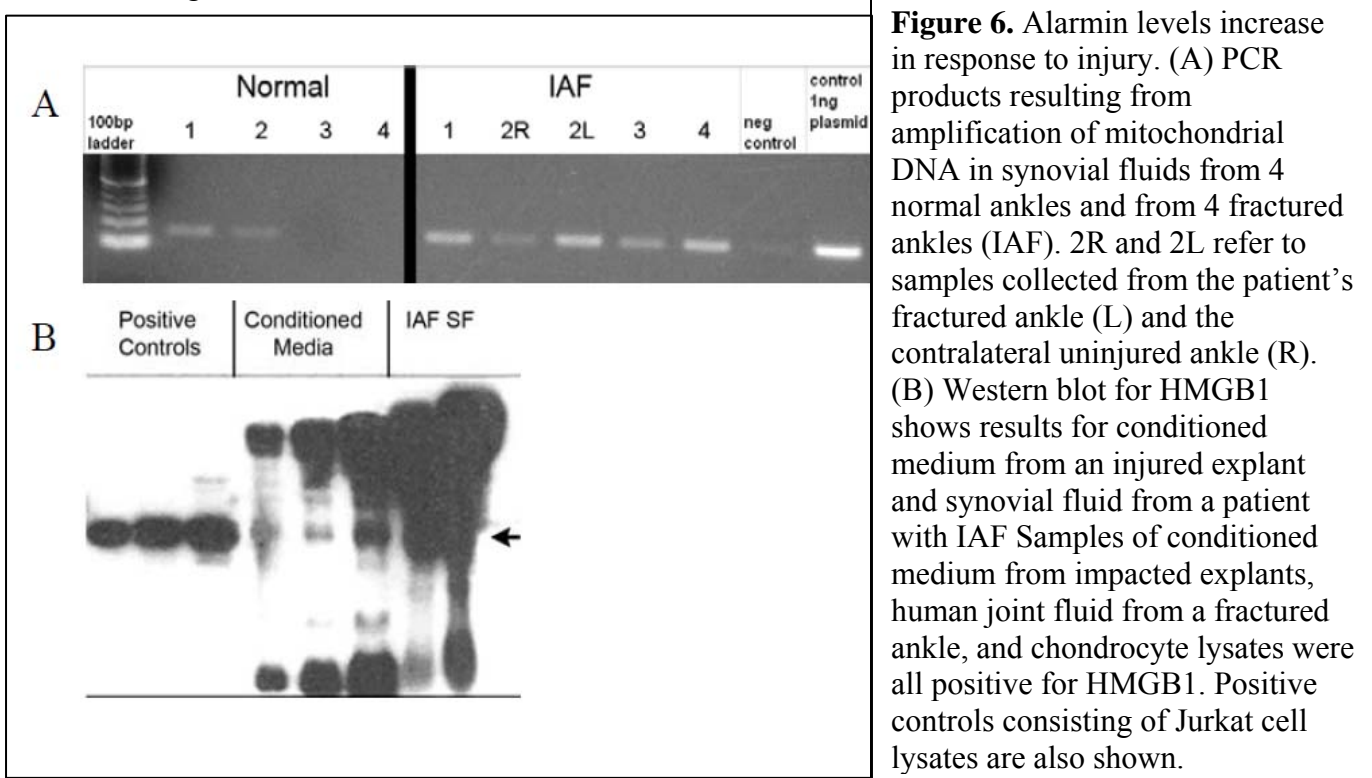 A
Normal
IAF
100bp
ladder
1 2 3 4
1 2R 2L 3 4
neg
control
control
1ng
plasmid
B
Positive
Controls
Conditioned
Media
IAF SF
Figure 6. Alarmin levels increase
in response to injury. (A) PCR
products resulting from
amplification of mitochondrial
DNA in synovial fluids from 4
normal ankles and from 4 fractured
ankles (IAF). 2R and 2L refer to
samples collected from the patient’s
fractured ankle (L) and the
contralateral uninjured ankle (R).
(B) Western blot for HMGB1
shows results for conditioned
medium from an injured explant
and synovial fluid from a patient
with IAF Samples of conditioned
medium from impacted explants,
human joint fluid from a fractured
ankle, and chondrocyte lysates were
all positive for HMGB1. Positive
controls consisting of Jurkat cell
lysates are also shown.